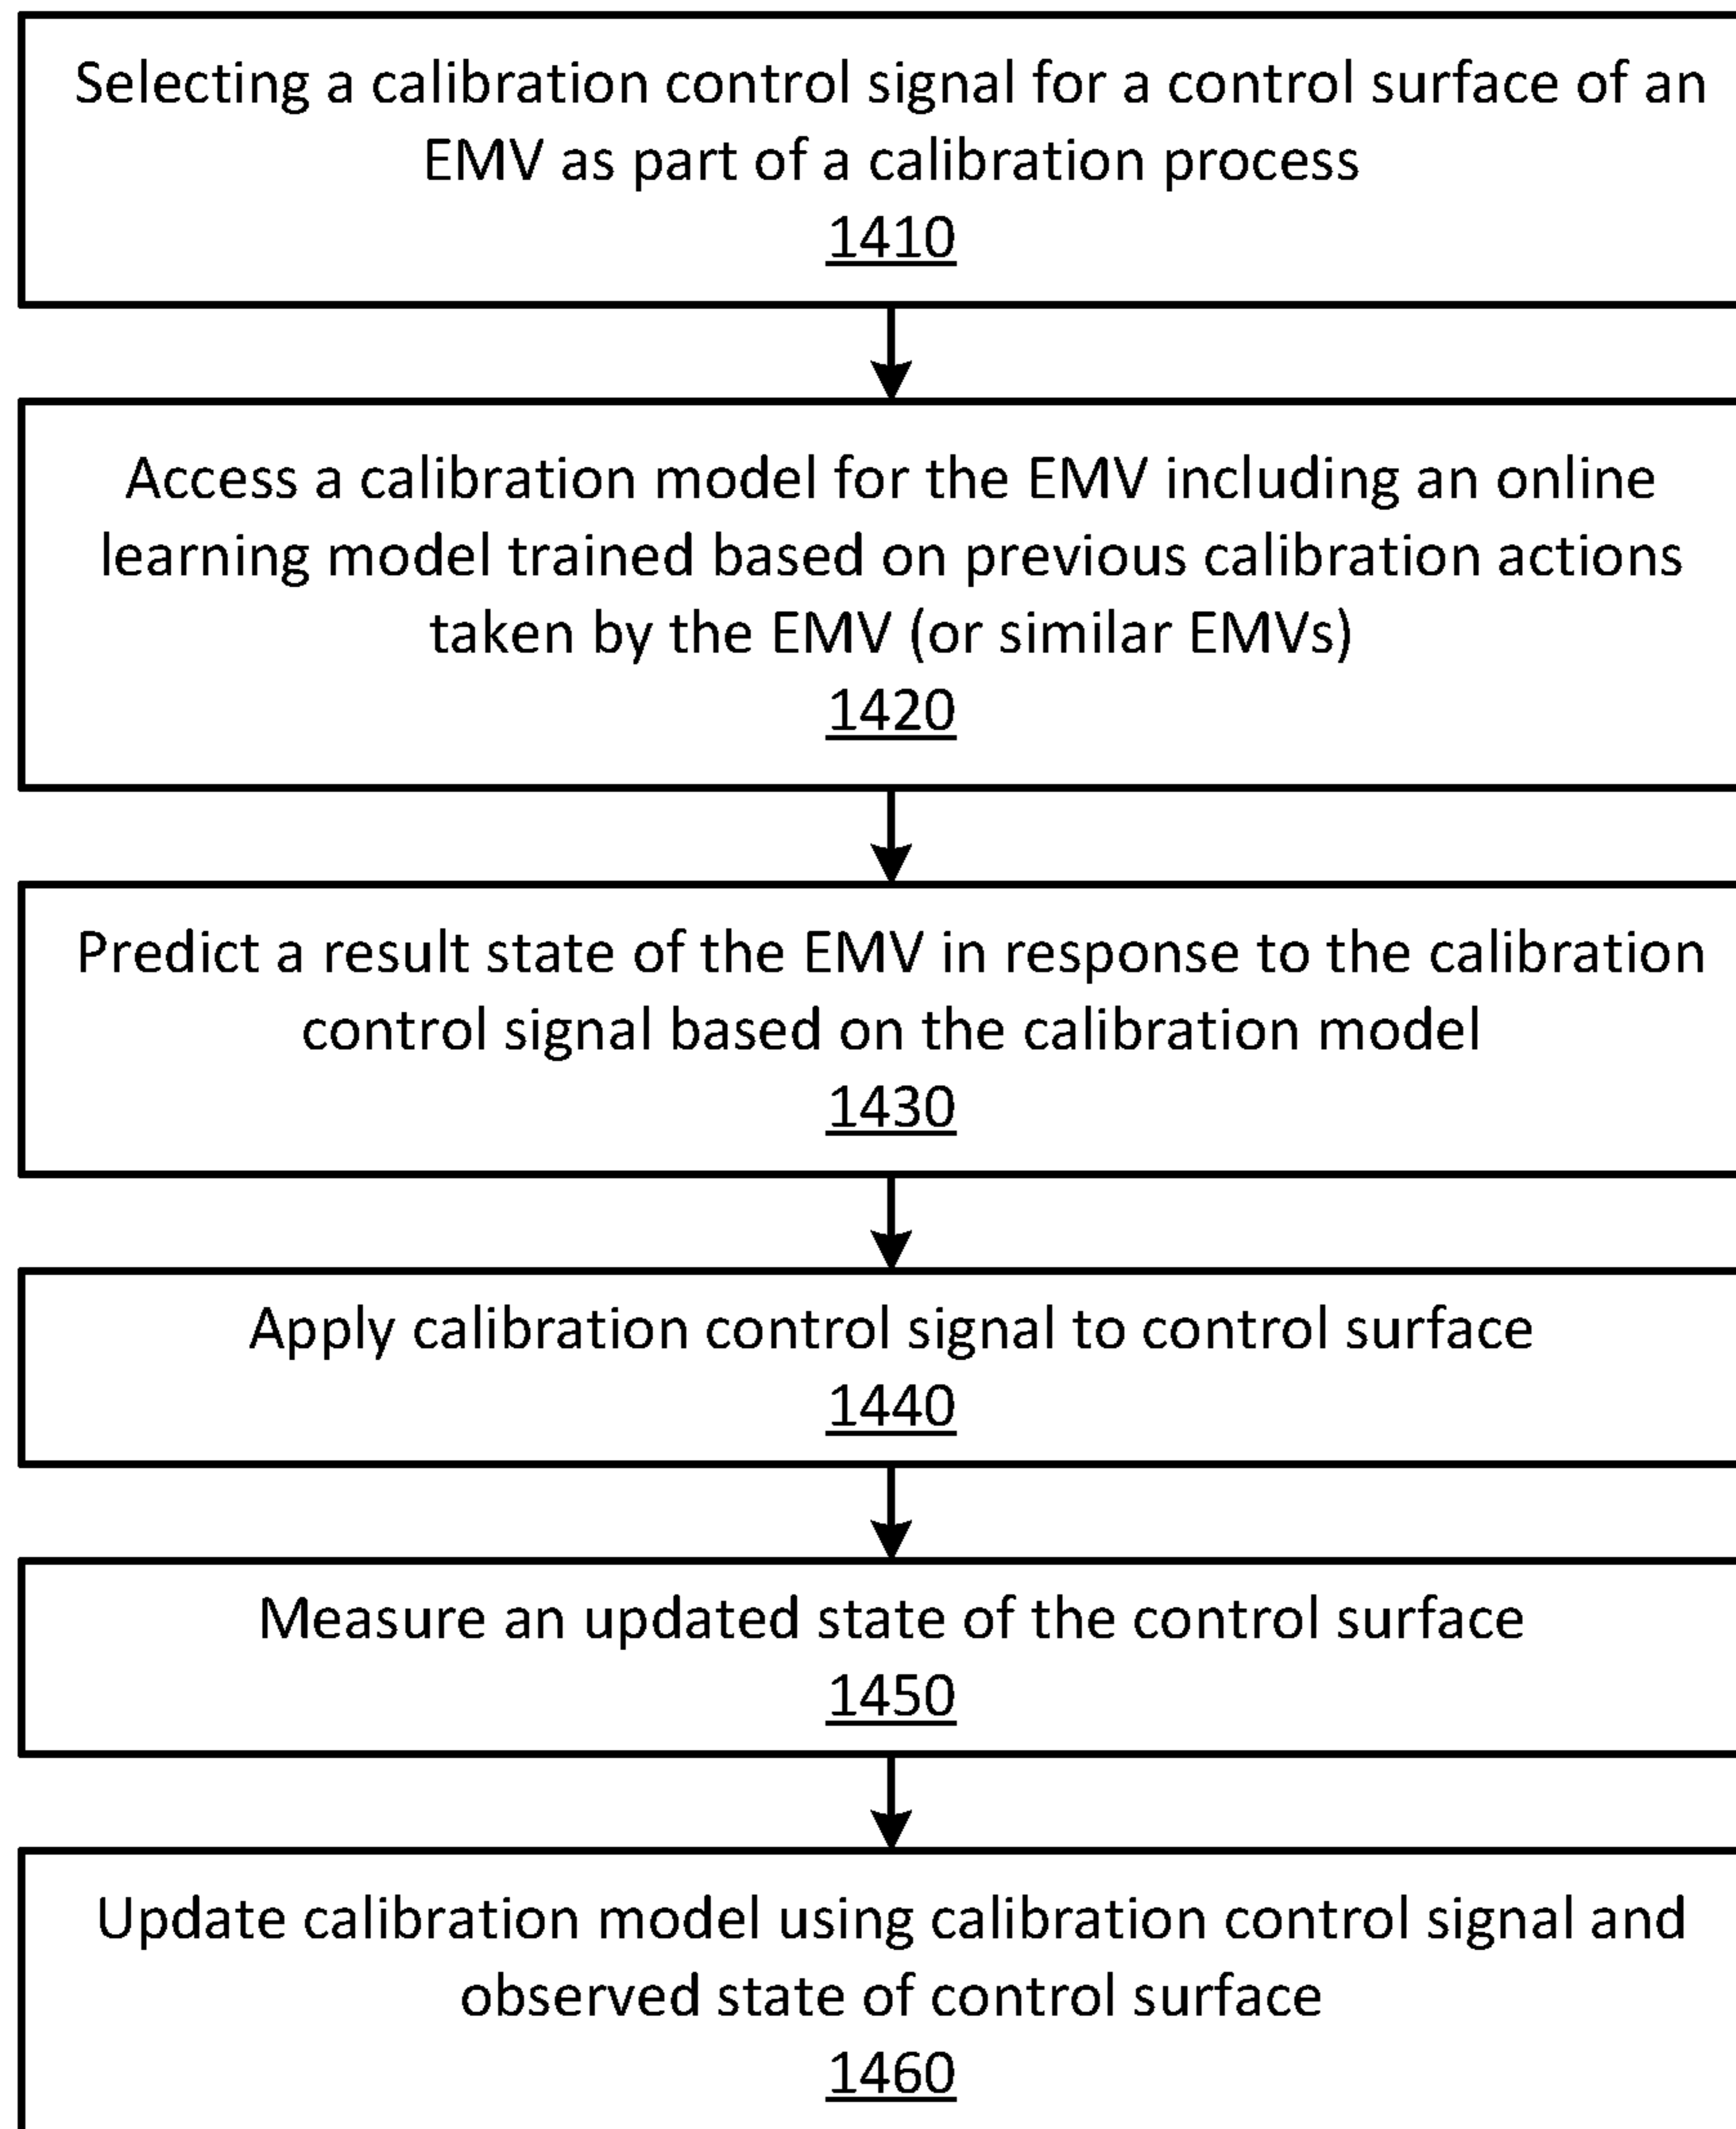 Selecting a calibration control signal for a control surface of an
EMV as part of a calibration process
1410
Access a calibration model for the EMV including an online
learning model trained based on previous calibration actions
taken by the EMV (or similar EMVs)
1420
Predict a result state of the EMV in response to the calibration
control signal based on the calibration model
1430
Apply calibration control signal to control surface
1440
Measure an updated state of the control surface
1450
Update calibration model using calibration control signal and
observed state of control surface
1460